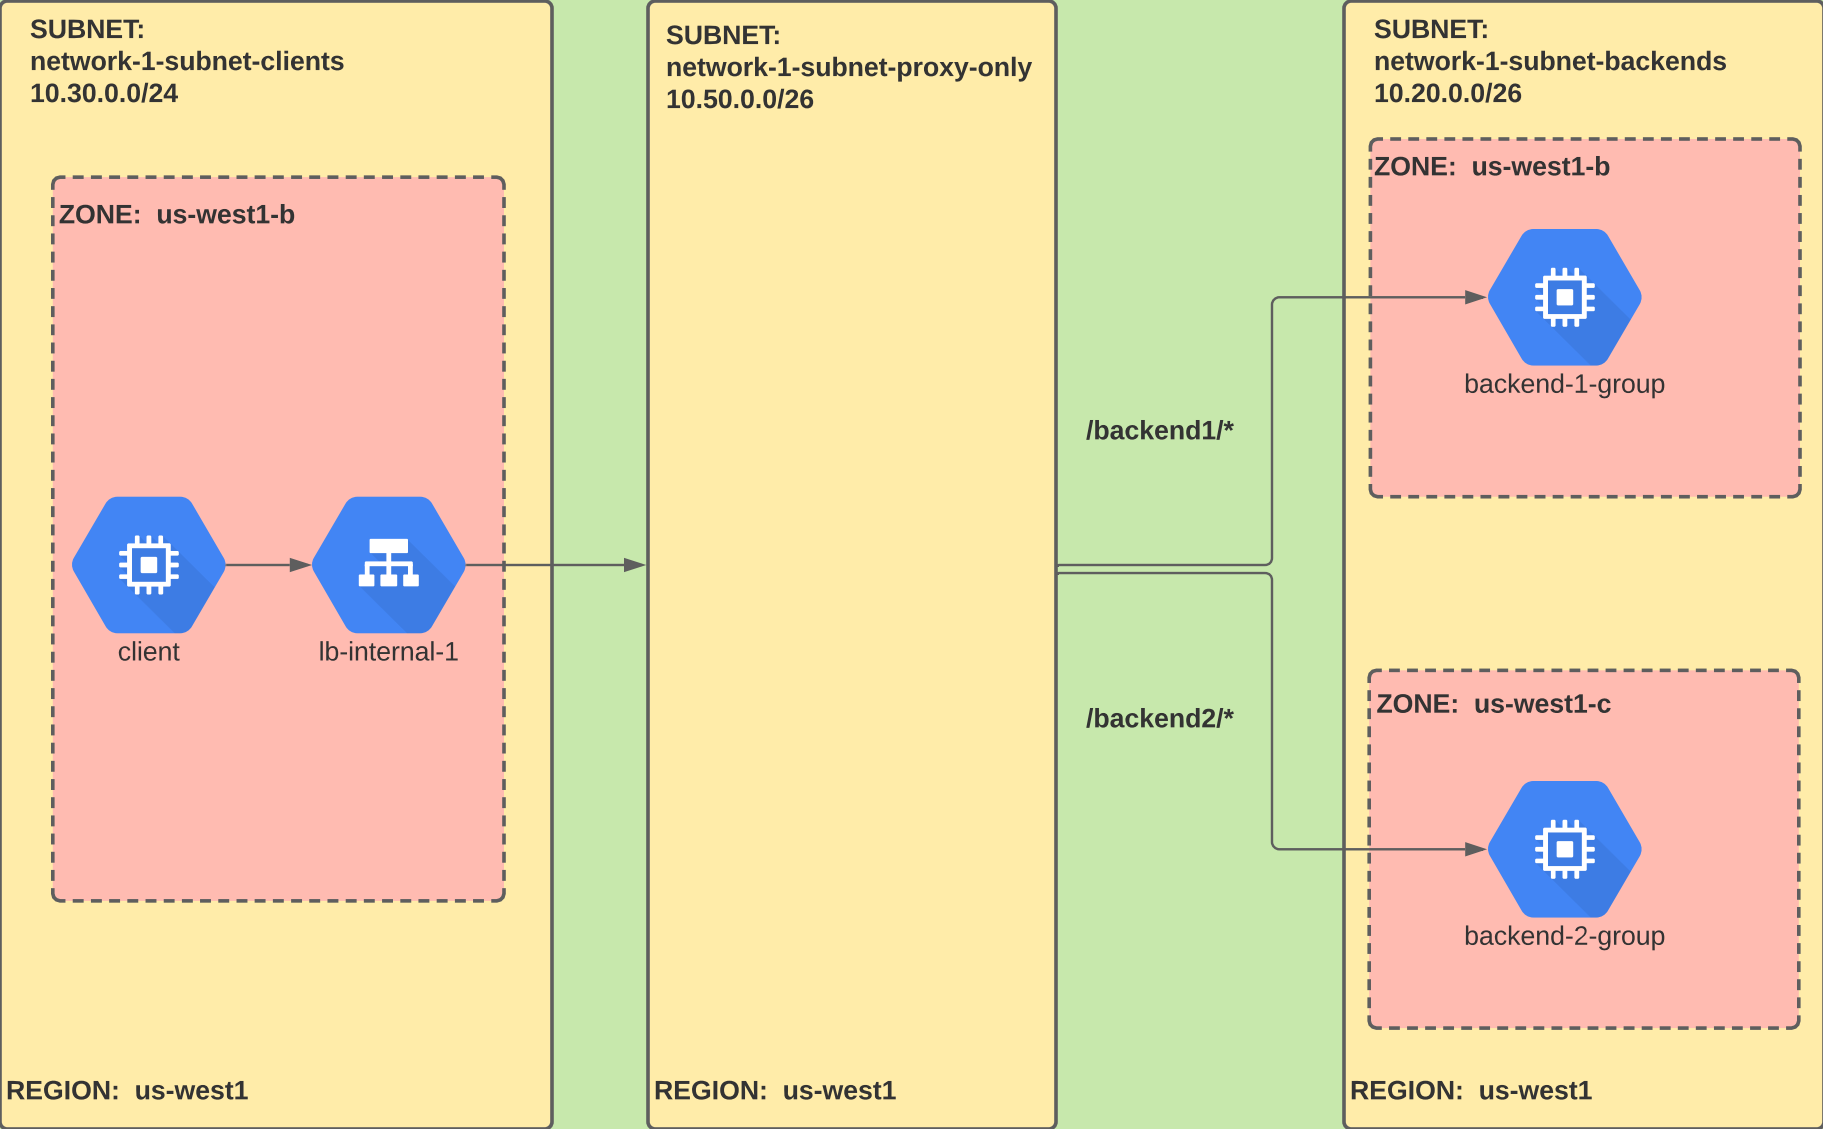 SUBNET:
network-1-subnet-clients
10.30.0.0/24
ZONE: us-west1-b
client
lb-internal-1
REGION: us-west1
SUBNET:
network-1-subnet-proxy-only
10.50.0.0/26
REGION: us-west1
/backend1/*
/backend2/*
SUBNET:
network-1-subnet-backends
10.20.0.0/26
ZONE: us-west1-b
backend-1-group
ZONE: us-west1-c
backend-2-group
REGION: us-west1